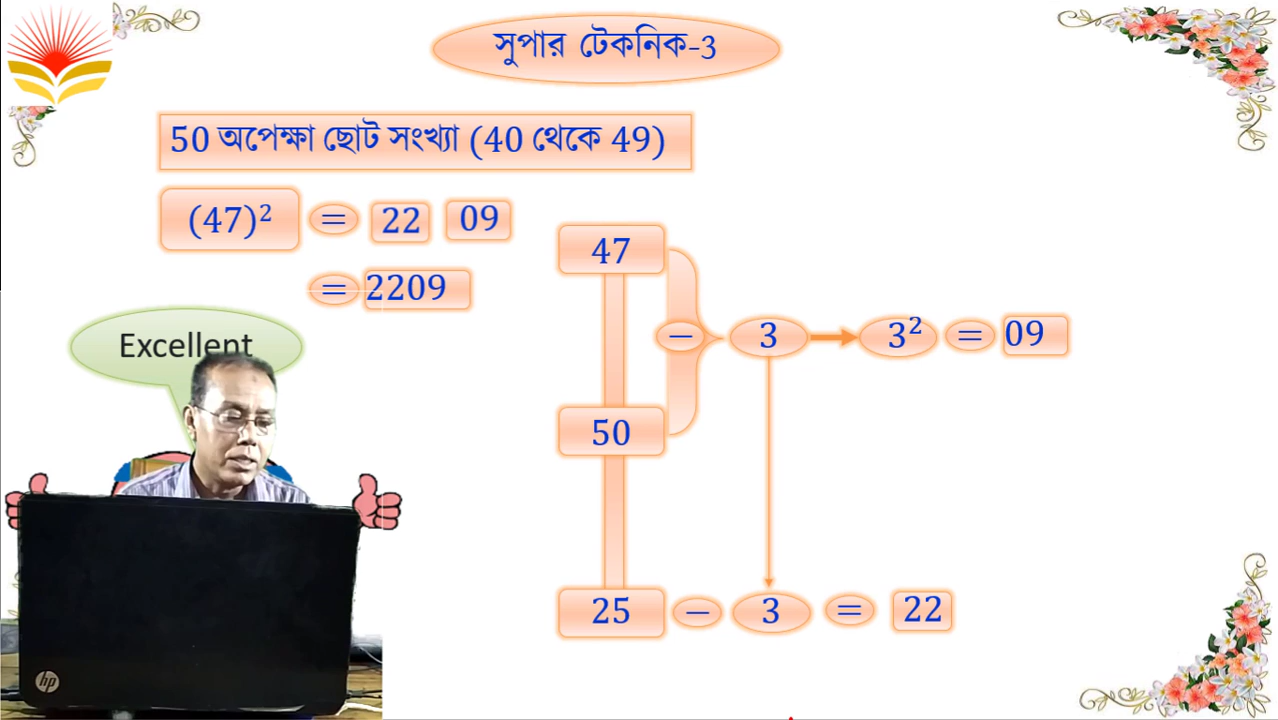 সুপার টেকনিক-3
50 অপেক্ষা ছোট সংখ্যা (40 থেকে 49)
(47)² = 22 09
= 2209
47
− 3 3² = 09
50
25 − 3 = 22
Excellent
hp